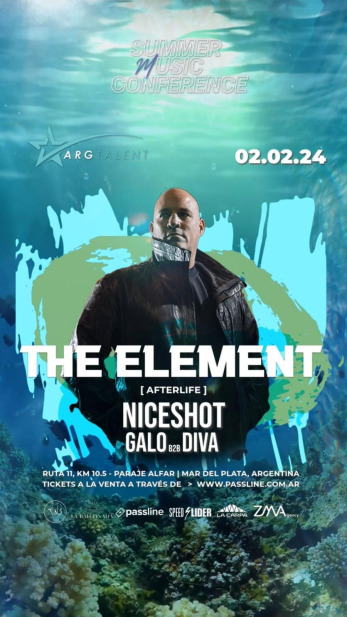 SUMMER
MUSIC
CONFERENCE
ARGTALENT
02.02.24
THE ELEMENT
[ AFTERLIFE ]
NICESHOT
GALO B2B DIVA
RUTA 11, KM 10.5 - PARAJE ALFAR | MAR DEL PLATA, ARGENTINA
TICKETS A LA VENTA A TRAVÉS DE > WWW.PASSLINE.COM.AR
passline SPEED SLIDER LA CARPA ZMA